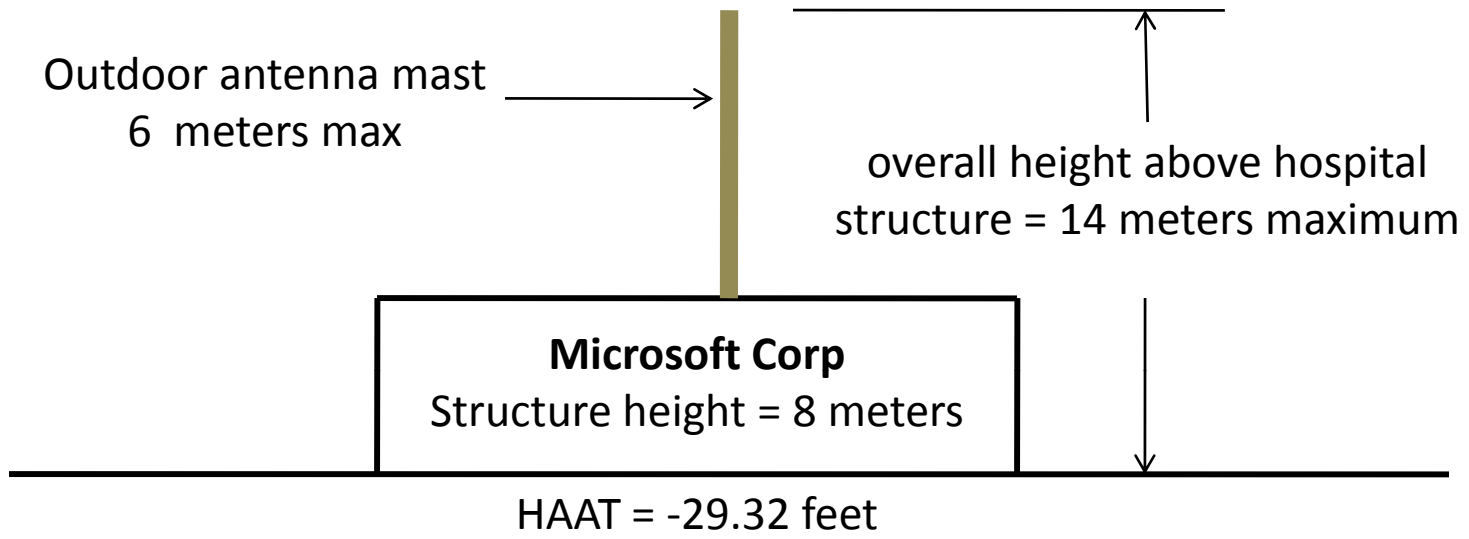 Outdoor antenna mast
6 meters max
overall height above hospital
structure = 14 meters maximum
Microsoft Corp
Structure height = 8 meters
HAAT = -29.32 feet